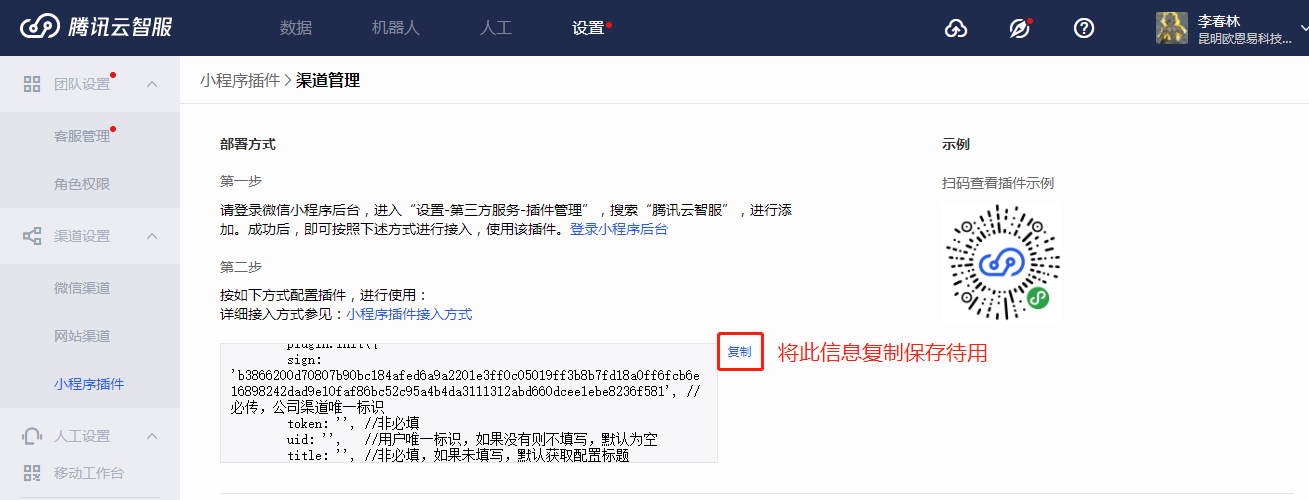 腾讯云智服
数据
机器人
人工
设置
李春林
昆明欧恩易科技...
团队设置
客服管理
角色权限
渠道设置
微信渠道
网站渠道
小程序插件
人工设置
移动工作台
小程序插件 > 渠道管理
部署方式
第一步
请登录微信小程序后台，进入“设置-第三方服务-插件管理”，搜索“腾讯云智服”，进行添
加。成功后，即可按照下述方式进行接入，使用该插件。登录小程序后台
第二步
按如下方式配置插件，进行使用：
详细接入方式参见：小程序插件接入方式
plugin.init({
sign:
'b3866200d70807b90bc184afed6a9a2201e3ff0c05019ff3b8b7fd18a0ff6fcb6e
16898242dad9e10faf86bc52c95a4b4da3111312abd660dcee1ebe8236f581', //
必传，公司渠道唯一标识
token: '', //非必填
uid: '', //用户唯一标识，如果没有则不填写，默认为空
title: '', //非必填，如果未填写，默认获取配置标题
复制
将此信息复制保存待用
示例
扫码查看插件示例